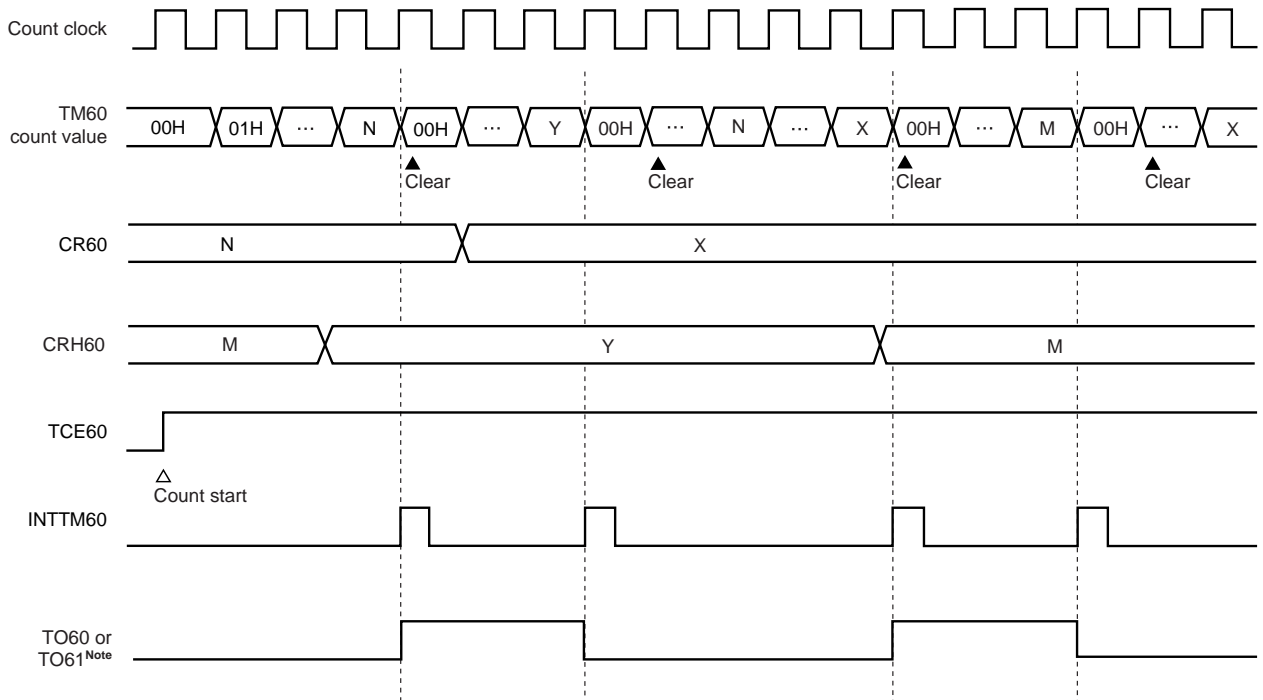 Count clock
TM60
count value
00H 01H ... N 00H ... Y 00H ... N ... X 00H ... M 00H ... X
Clear Clear Clear Clear
CR60
N X
CRH60
M Y M
TCE60
Count start
INTTM60
TO60 or
TO61Note